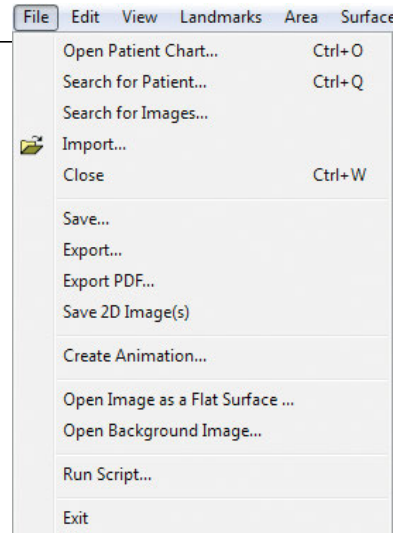 File Edit View Landmarks Area Surface
Open Patient Chart... Ctrl+O
Search for Patient... Ctrl+Q
Search for Images...
Import...
Close Ctrl+W
Save...
Export...
Export PDF...
Save 2D Image(s)
Create Animation...
Open Image as a Flat Surface ...
Open Background Image...
Run Script...
Exit